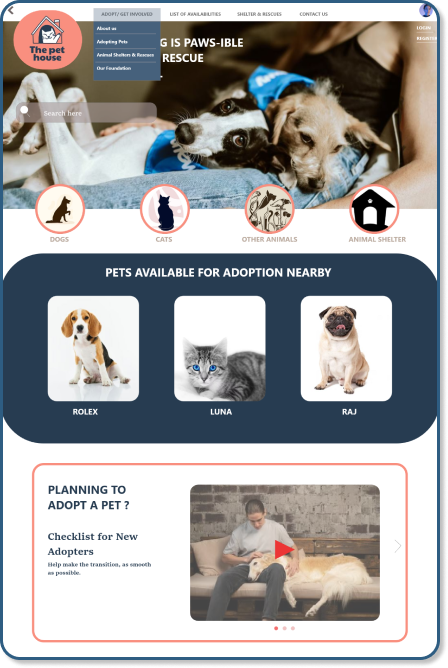 ADOPT/ GET INVOLVED
LIST OF AVAILABILITIES
SHELTER & RESCUES
CONTACT US
LOGIN
REGISTER
About us
Adopting Pets
Animal Shelters & Rescues
Our Foundation
The pet
house
G IS PAWS-IBLE
RESCUE
Search here
DOGS
CATS
OTHER ANIMALS
ANIMAL SHELTER
PETS AVAILABLE FOR ADOPTION NEARBY
ROLEX
LUNA
RAJ
PLANNING TO
ADOPT A PET ?
Checklist for New
Adopters
Help make the transition, as smooth
as possible.